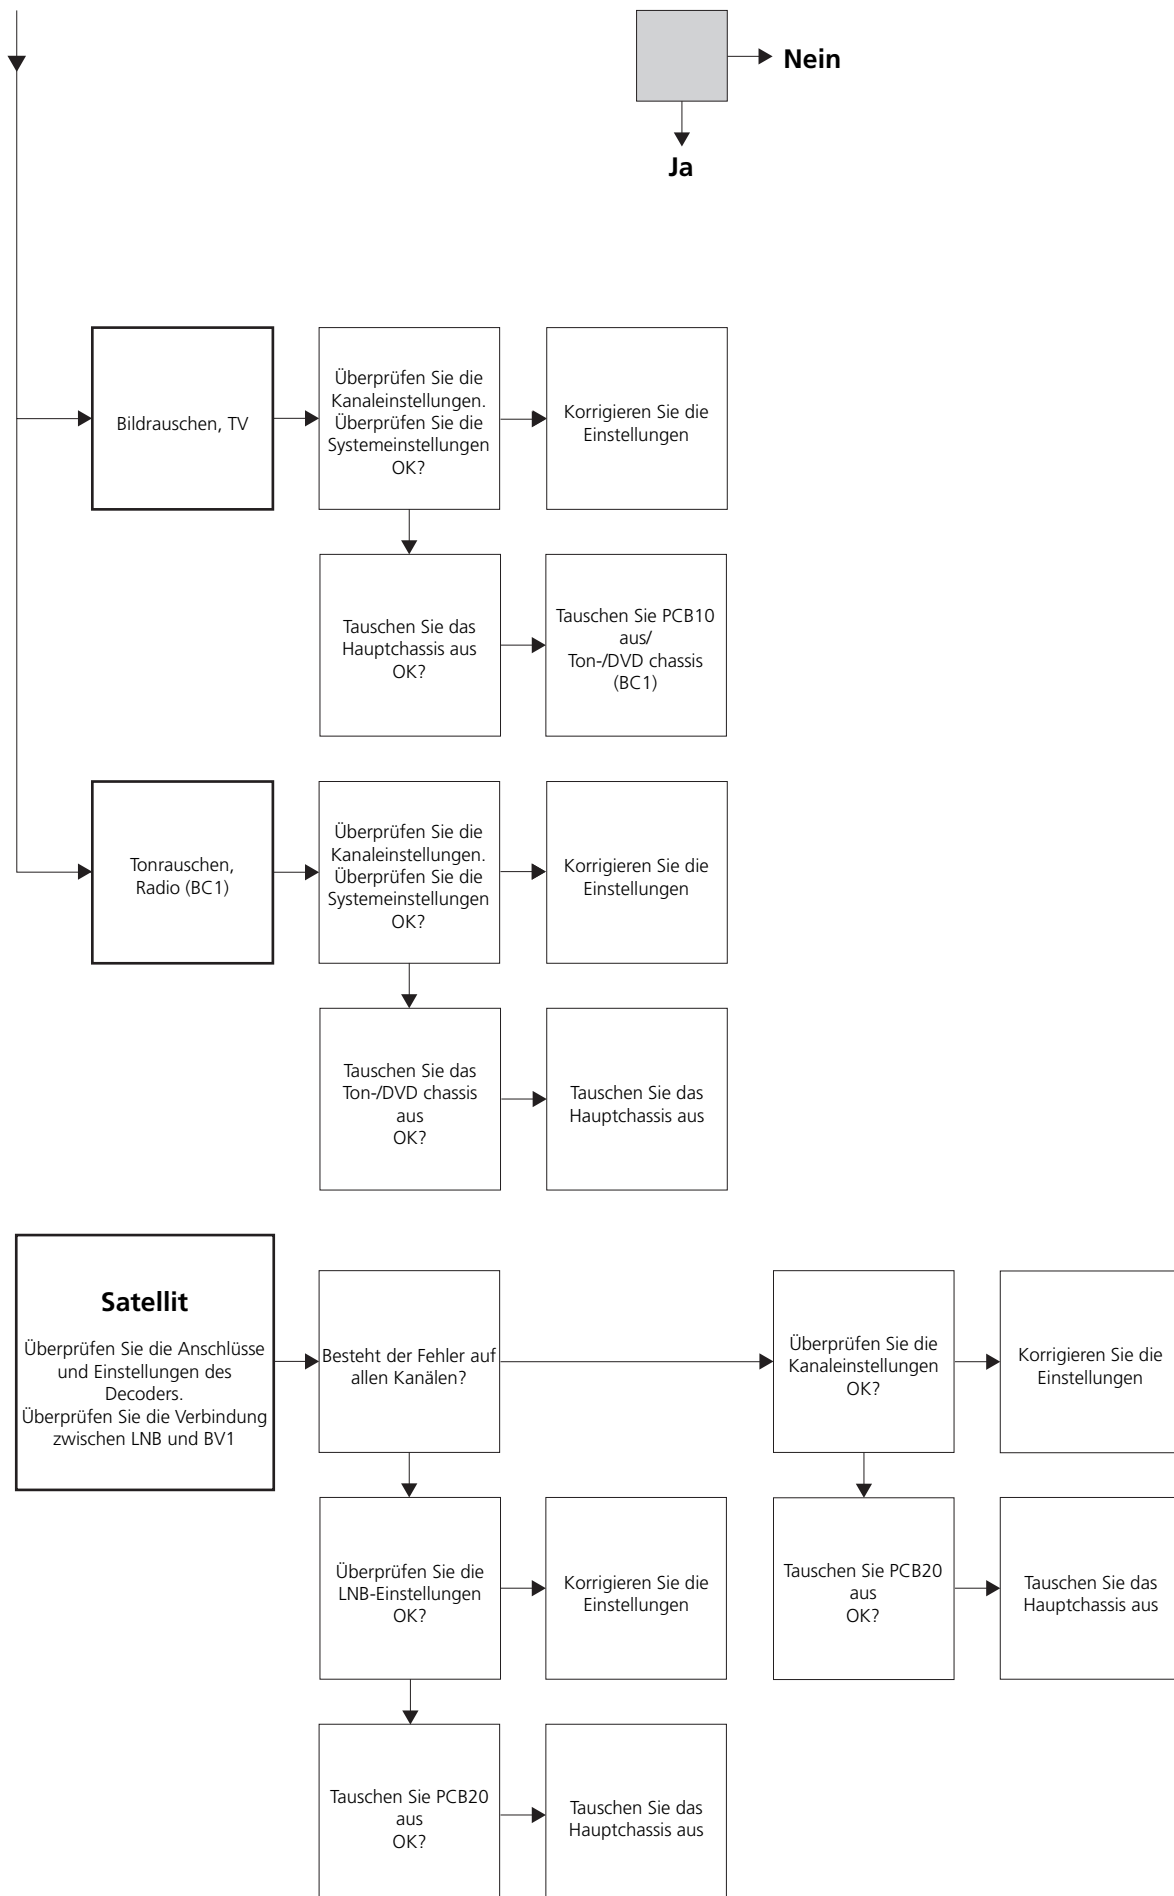 Nein
Ja
Bildrauschen, TV
Überprüfen Sie die
Kanaleinstellungen.
Überprüfen Sie die
Systemeinstellungen
OK?
Korrigieren Sie die
Einstellungen
Tauschen Sie das
Hauptchassis aus
OK?
Tauschen Sie PCB10
aus/
Ton-/DVD chassis
(BC1)
Tonrauschen,
Radio (BC1)
Überprüfen Sie die
Kanaleinstellungen.
Überprüfen Sie die
Systemeinstellungen
OK?
Korrigieren Sie die
Einstellungen
Tauschen Sie das
Ton-/DVD chassis
aus
OK?
Tauschen Sie das
Hauptchassis aus
Satellit
Überprüfen Sie die Anschlüsse
und Einstellungen des
Decoders.
Überprüfen Sie die Verbindung
zwischen LNB und BV1
Besteht der Fehler auf
allen Kanälen?
Überprüfen Sie die
Kanaleinstellungen
OK?
Korrigieren Sie die
Einstellungen
Überprüfen Sie die
LNB-Einstellungen
OK?
Korrigieren Sie die
Einstellungen
Tauschen Sie PCB20
aus
OK?
Tauschen Sie das
Hauptchassis aus
Tauschen Sie PCB20
aus
OK?
Tauschen Sie das
Hauptchassis aus